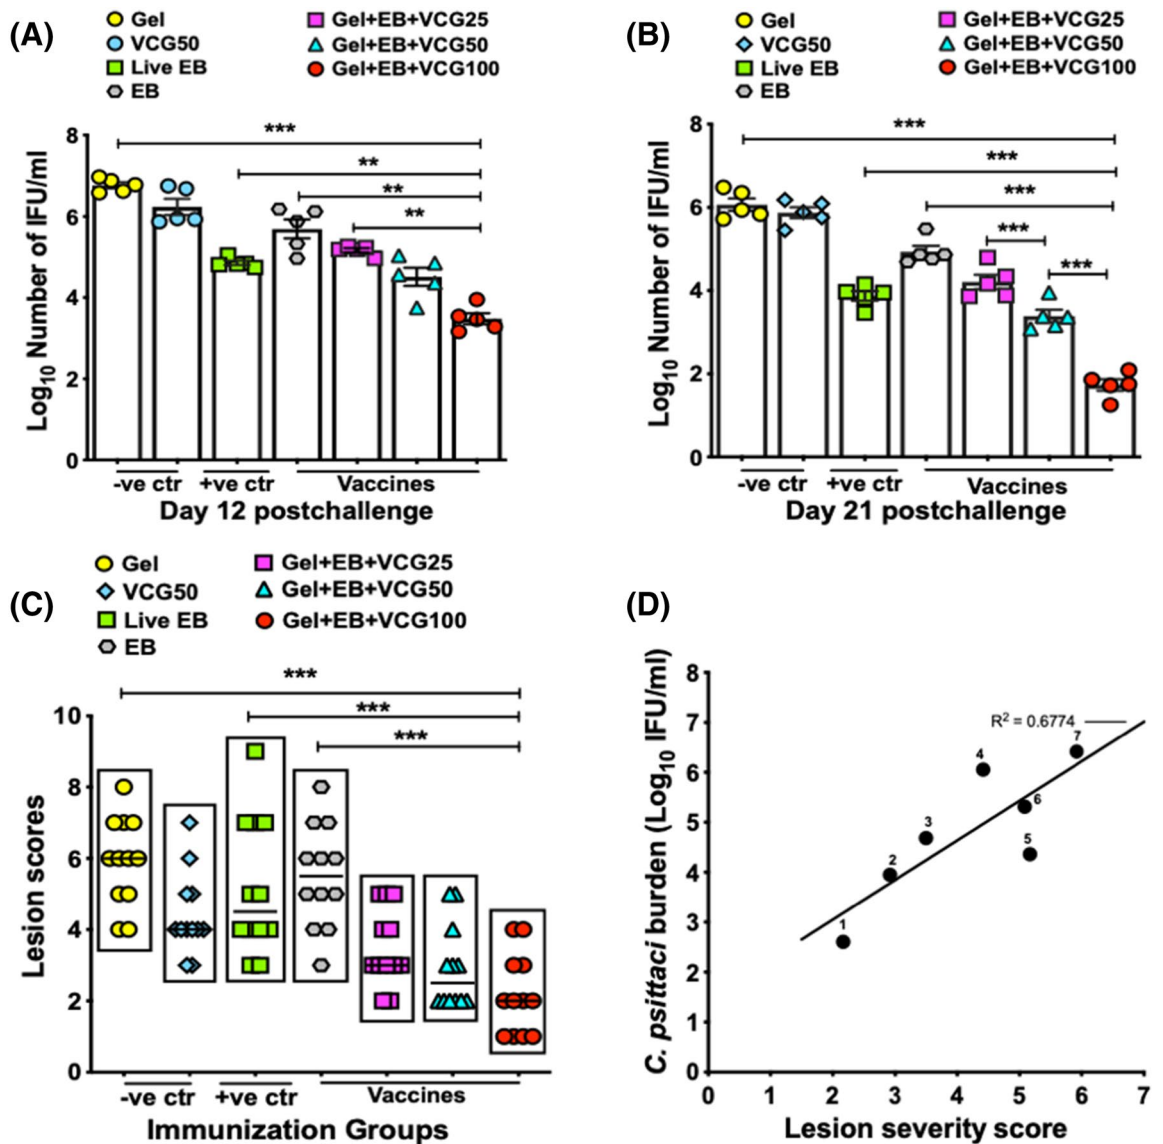 (A)
Gel
VCG50
Live EB
EB
Gel+EB+VCG25
Gel+EB+VCG50
Gel+EB+VCG100
Log10 Number of IFU/ml
8
6
4
2
0
***
**
**
**
-ve ctr
+ve ctr
Vaccines
Day 12 postchallenge
(B)
Gel
VCG50
Live EB
EB
Gel+EB+VCG25
Gel+EB+VCG50
Gel+EB+VCG100
Log10 Number of IFU/ml
8
6
4
2
0
***
***
***
***
***
-ve ctr
+ve ctr
Vaccines
Day 21 postchallenge
(C)
Gel
VCG50
Live EB
EB
Gel+EB+VCG25
Gel+EB+VCG50
Gel+EB+VCG100
Lesion scores
10
8
6
4
2
0
***
***
***
-ve ctr
+ve ctr
Vaccines
Immunization Groups
(D)
C. psittaci burden (Log10 IFU/ml)
8
7
6
5
4
3
2
1
0
R2 = 0.6774
7
4
6
3
5
2
1
0 1 2 3 4 5 6 7
Lesion severity score